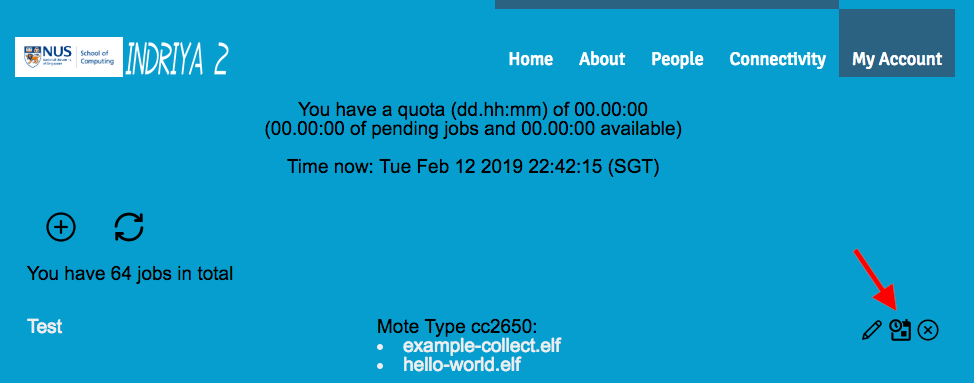 NUS
National University
of Singapore
School of
Computing
INDRIYA 2
Home About People Connectivity My Account
You have a quota (dd.hh:mm) of 00.00:00
(00.00:00 of pending jobs and 00.00:00 available)
Time now: Tue Feb 12 2019 22:42:15 (SGT)
You have 64 jobs in total
Test
Mote Type cc2650:
• example-collect.elf
• hello-world.elf